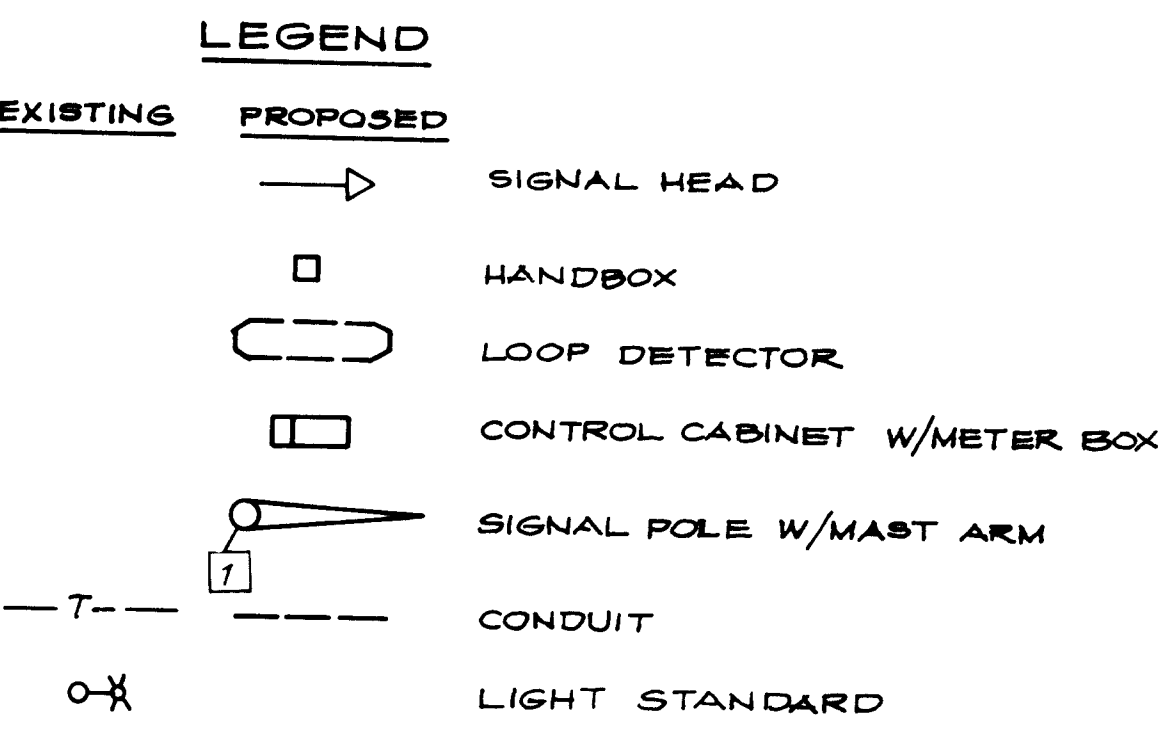 LEGEND
EXISTING PROPOSED
SIGNAL HEAD
HANDBOX
LOOP DETECTOR
CONTROL CABINET W/METER BOX
SIGNAL POLE W/MAST ARM
1
T CONDUIT
LIGHT STANDARD